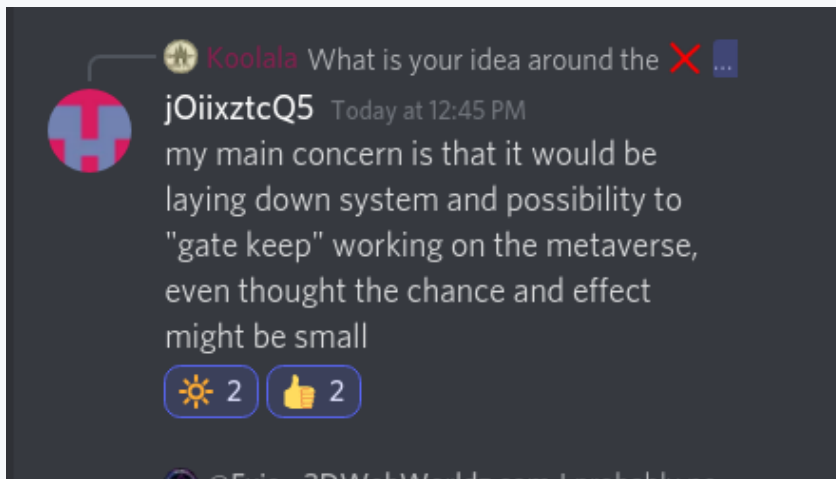 Koolala What is your idea around the ❌ ...
jOiixztcQ5 Today at 12:45 PM
my main concern is that it would be
laying down system and possibility to
"gate keep" working on the metaverse,
even thought the chance and effect
might be small
🔆 2 👍 2